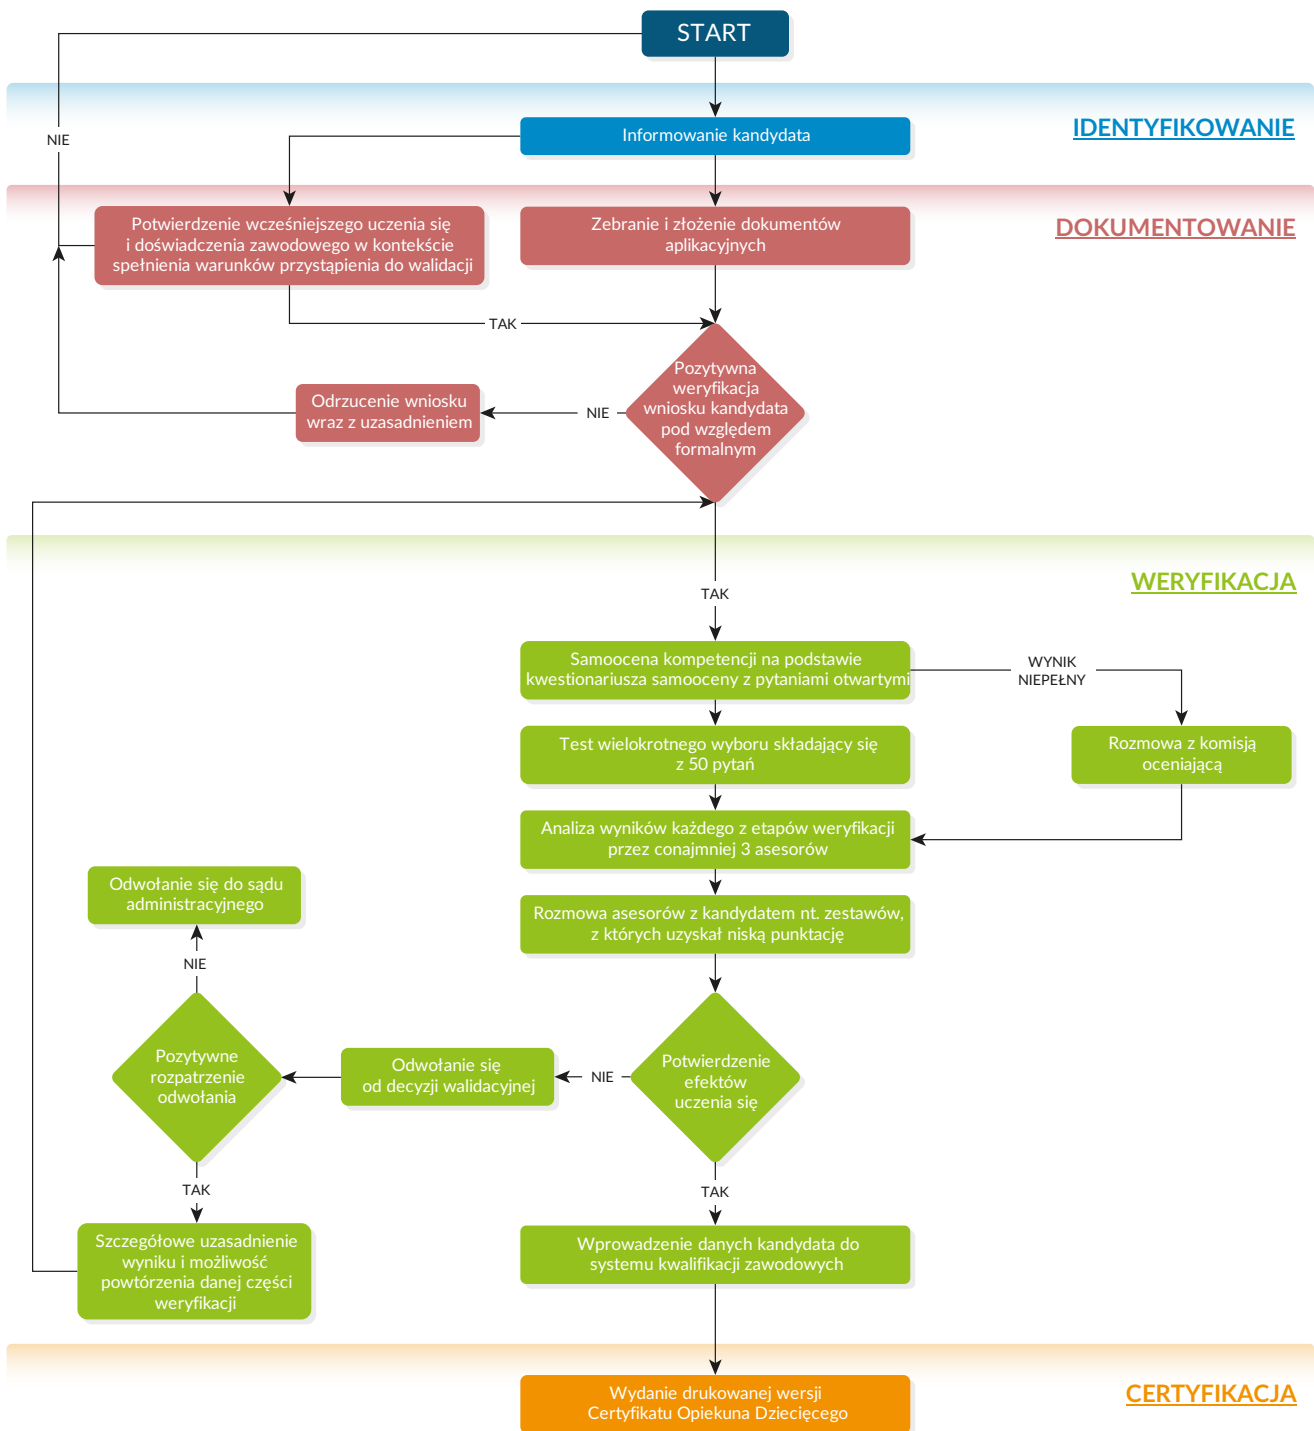 START
IDENTYFIKOWANIE
Informowanie kandydata
NIE
DOKUMENTOWANIE
Potwierdzenie wcześniejszego uczenia się
i doświadczenia zawodowego w kontekście
spełnienia warunków przystąpienia do walidacji
Zebranie i złożenie dokumentów
aplikacyjnych
TAK
Pozytywna
weryfikacja
wniosku kandydata
pod względem
formalnym
NIE
Odrzucenie wniosku
wraz z uzasadnieniem
WERYFIKACJA
TAK
Samoocena kompetencji na podstawie
kwestionariusza samooceny z pytaniami otwartymi
WYNIK
NIEPEŁNY
Test wielokrotnego wyboru składający się
z 50 pytań
Rozmowa z komisją
oceniającą
Analiza wyników każdego z etapów weryfikacji
przez conajmniej 3 asesorów
Odwołanie się do sądu
administracyjnego
Rozmowa asesorów z kandydatem nt. zestawów,
z których uzyskał niską punktację
NIE
Pozytywne
rozpatrzenie
odwołania
Odwołanie się
od decyzji walidacyjnej
NIE
Potwierdzenie
efektów
uczenia się
TAK
TAK
Szczegółowe uzasadnienie
wyniku i możliwość
powtórzenia danej części
weryfikacji
Wprowadzenie danych kandydata do
systemu kwalifikacji zawodowych
CERTYFIKACJA
Wydanie drukowanej wersji
Certyfikatu Opiekuna Dziecięcego